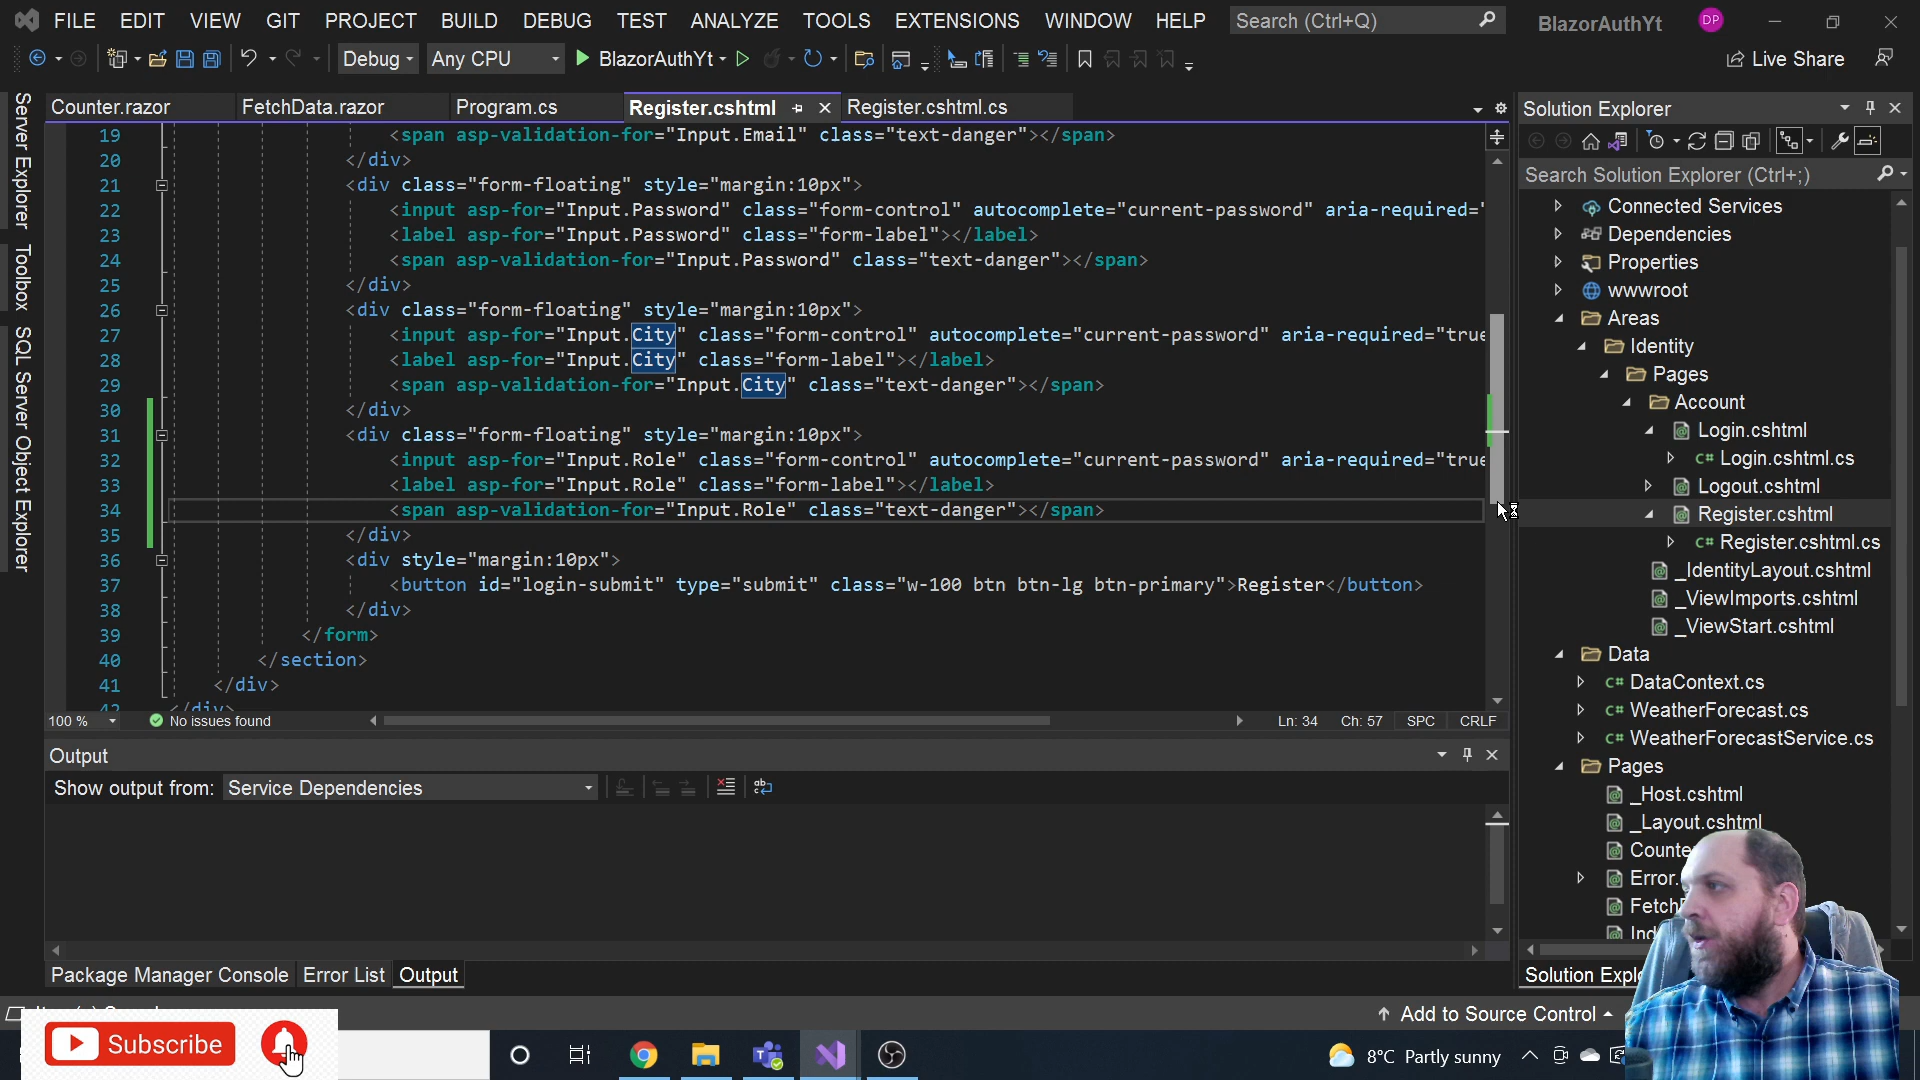 FILE EDIT VIEW GIT PROJECT BUILD DEBUG TEST ANALYZE TOOLS EXTENSIONS WINDOW HELP Search (Ctrl+Q) BlazorAuthYt DP
Debug Any CPU BlazorAuthYt Live Share
Counter.razor FetchData.razor Program.cs Register.cshtml Register.cshtml.cs
Server Explorer
Toolbox
SQL Server Object Explorer
19 <span asp-validation-for="Input.Email" class="text-danger"></span>
20 </div>
21 <div class="form-floating" style="margin:10px">
22 <input asp-for="Input.Password" class="form-control" autocomplete="current-password" aria-required="
23 <label asp-for="Input.Password" class="form-label"></label>
24 <span asp-validation-for="Input.Password" class="text-danger"></span>
25 </div>
26 <div class="form-floating" style="margin:10px">
27 <input asp-for="Input.City" class="form-control" autocomplete="current-password" aria-required="true
28 <label asp-for="Input.City" class="form-label"></label>
29 <span asp-validation-for="Input.City" class="text-danger"></span>
30 </div>
31 <div class="form-floating" style="margin:10px">
32 <input asp-for="Input.Role" class="form-control" autocomplete="current-password" aria-required="true
33 <label asp-for="Input.Role" class="form-label"></label>
34 <span asp-validation-for="Input.Role" class="text-danger"></span>
35 </div>
36 <div style="margin:10px">
37 <button id="login-submit" type="submit" class="w-100 btn btn-lg btn-primary">Register</button>
38 </div>
39 </form>
40 </section>
41 </div>
42 </div>
100 % No issues found Ln: 34 Ch: 57 SPC CRLF
Output
Show output from: Service Dependencies
Package Manager Console Error List Output
Solution Explorer
Search Solution Explorer (Ctrl+;)
Connected Services
Dependencies
Properties
wwwroot
Areas
Identity
Pages
Account
Login.cshtml
C# Login.cshtml.cs
Logout.cshtml
Register.cshtml
C# Register.cshtml.cs
_IdentityLayout.cshtml
_ViewImports.cshtml
_ViewStart.cshtml
Data
C# DataContext.cs
C# WeatherForecast.cs
C# WeatherForecastService.cs
Pages
_Host.cshtml
_Layout.cshtml
Counte
Error.
Fetch
Ind
Solution Expl
Add to Source Control
Subscribe
8°C Partly sunny